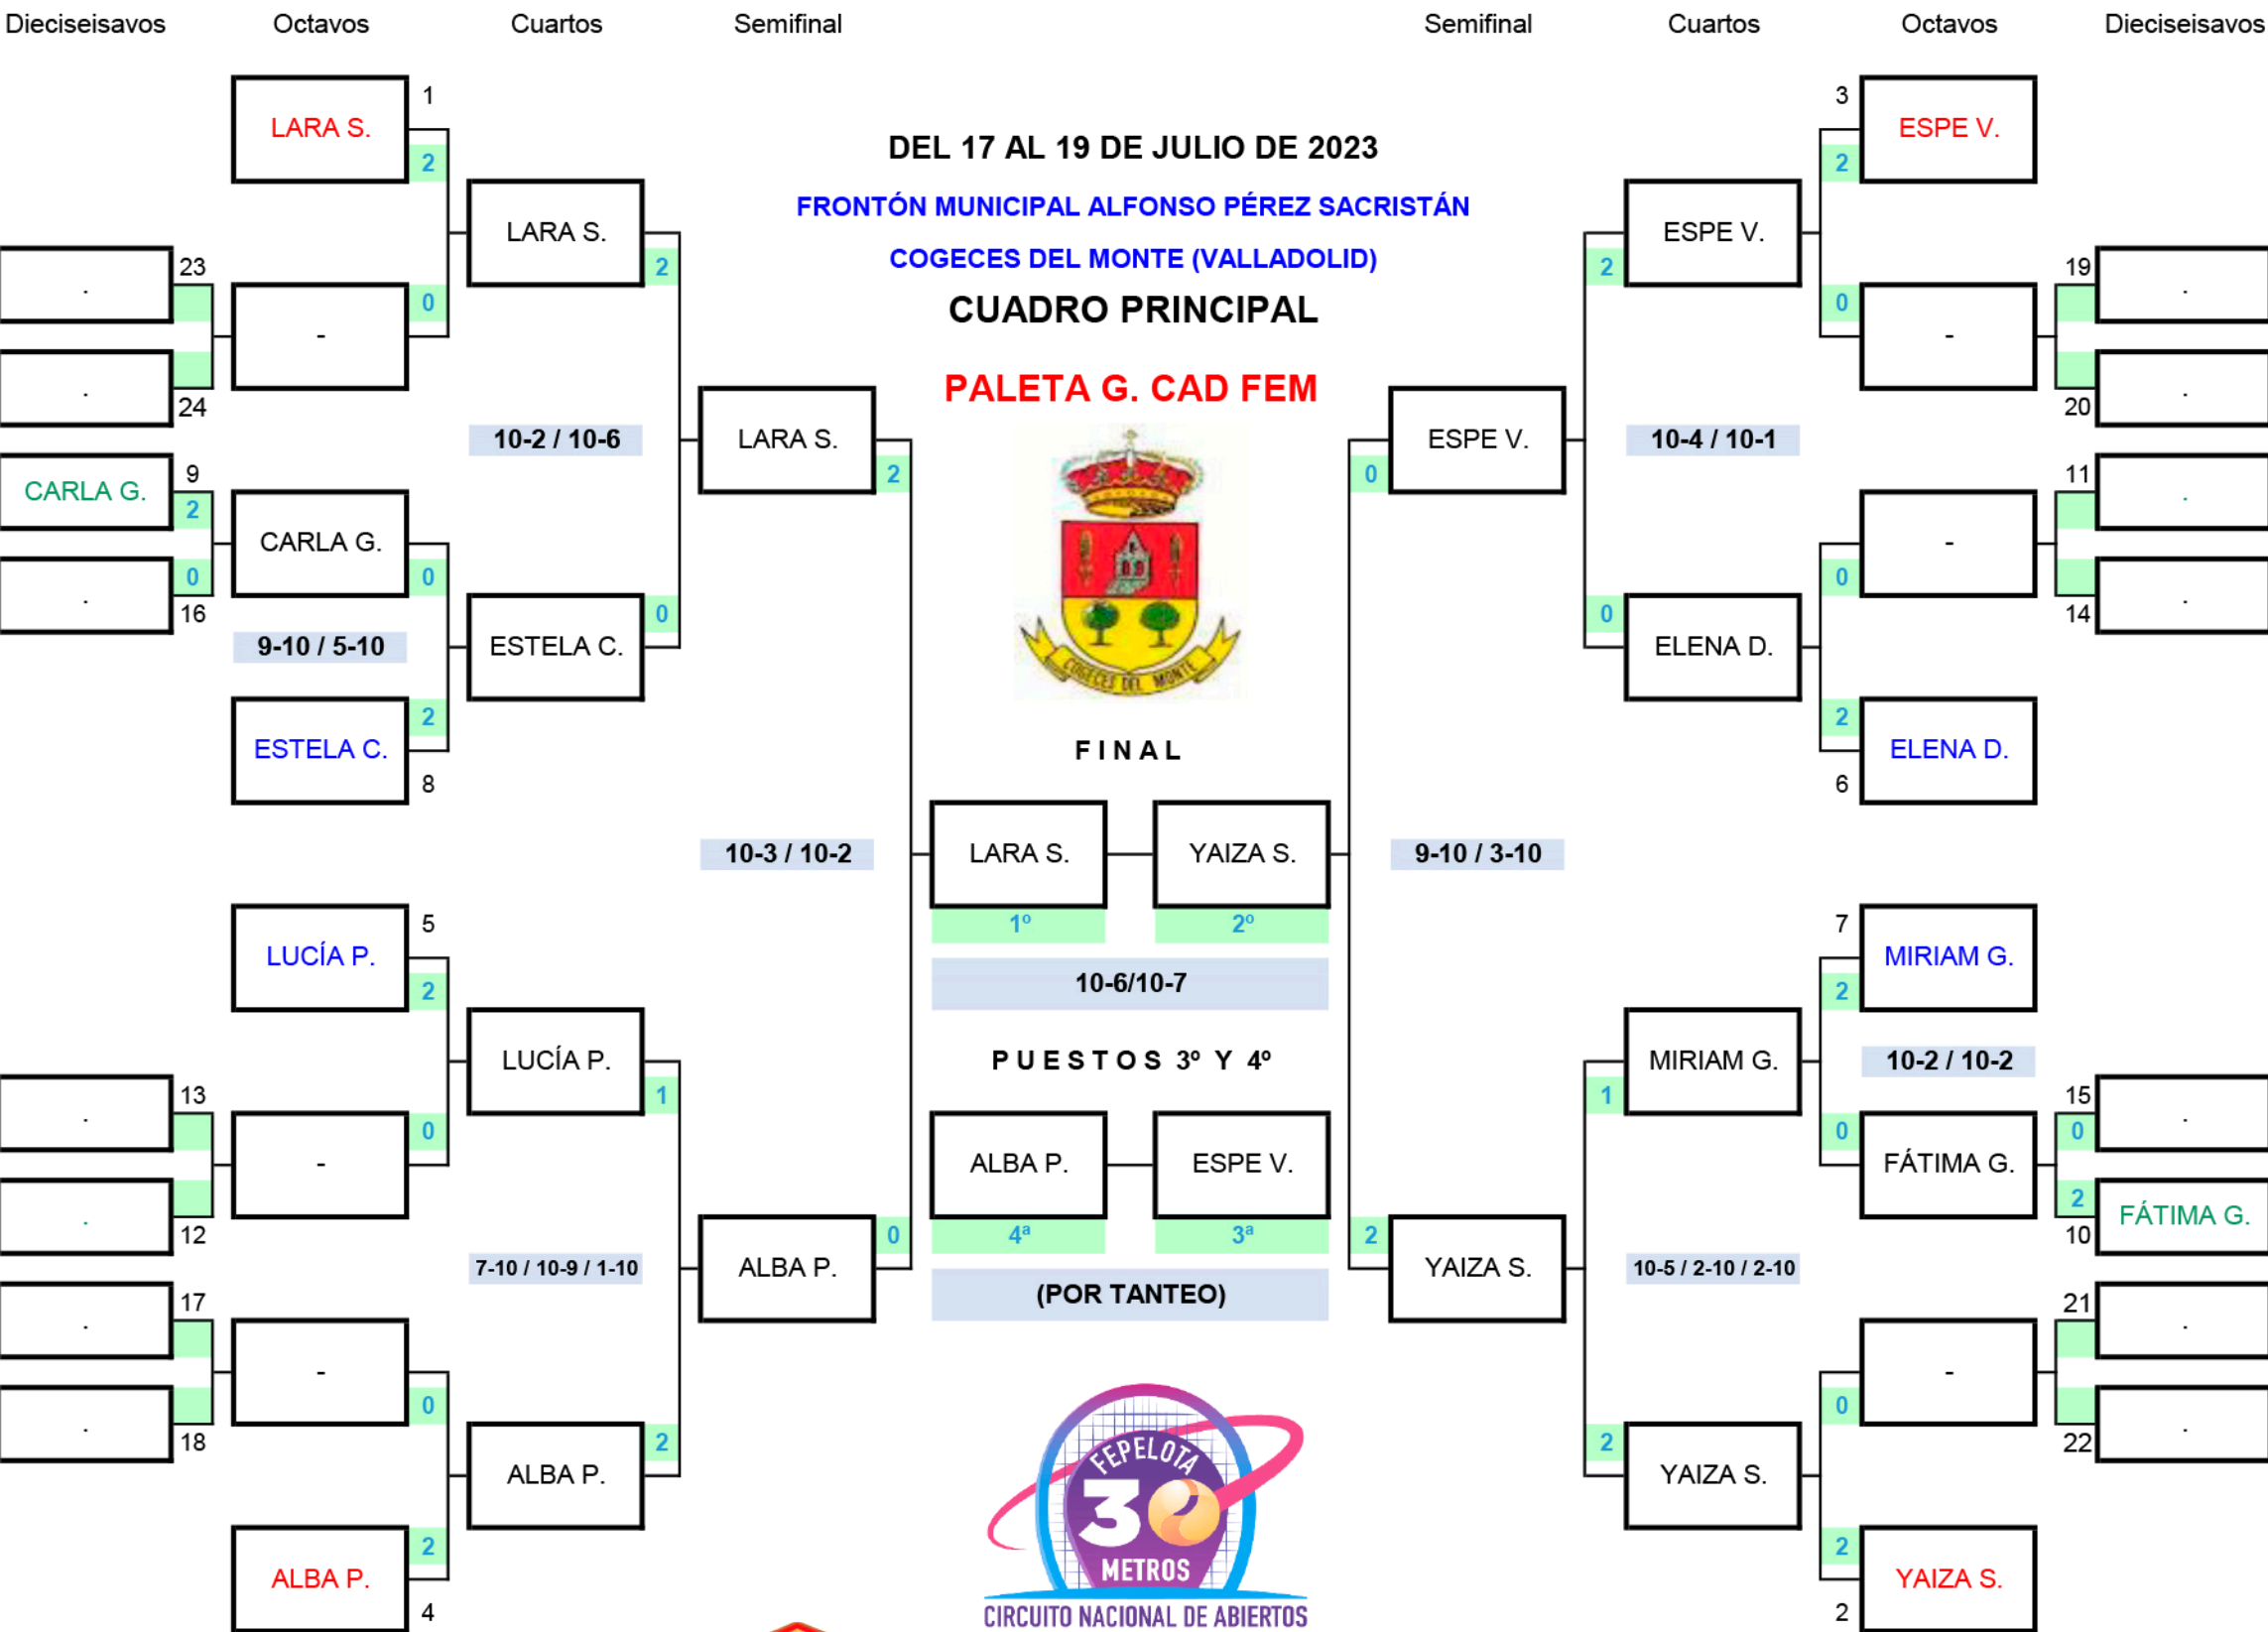 Dieciseisavos Octavos Cuartos Semifinal Semifinal Cuartos Octavos Dieciseisavos
1 3
LARA S. ESPE V.
DEL 17 AL 19 DE JULIO DE 2023
2 2
FRONTÓN MUNICIPAL ALFONSO PÉREZ SACRISTÁN
LARA S. ESPE V.
COGECES DEL MONTE (VALLADOLID)
23 2 2 19
. .
0 CUADRO PRINCIPAL 0
- -
PALETA G. CAD FEM
. .
24 20
10-2 / 10-6 LARA S. ESPE V. 10-4 / 10-1
9 2 0 11
CARLA G. .
2
CARLA G. -
0 0 0
. .
16 0 0 14
9-10 / 5-10 ESTELA C. ELENA D.
COGECES DEL MONTE
2 2
ESTELA C. FINAL ELENA D.
8 6
10-3 / 10-2 LARA S. YAIZA S. 9-10 / 3-10
5 1º 2º 7
LUCÍA P. MIRIAM G.
2 10-6/10-7 2
LUCÍA P. PUESTOS 3º Y 4º MIRIAM G. 10-2 / 10-2
13 1 1 15
. .
0 0 0
- ALBA P. ESPE V. FÁTIMA G.
2
. FÁTIMA G.
12 0 4ª 3ª 2 10
7-10 / 10-9 / 1-10 ALBA P. YAIZA S. 10-5 / 2-10 / 2-10
(POR TANTEO)
17 21
. .
- -
0 0
. .
18 2 2 22
FEPELOTA
ALBA P. YAIZA S.
30
2 2
METROS
ALBA P. YAIZA S.
4 2
CIRCUITO NACIONAL DE ABIERTOS